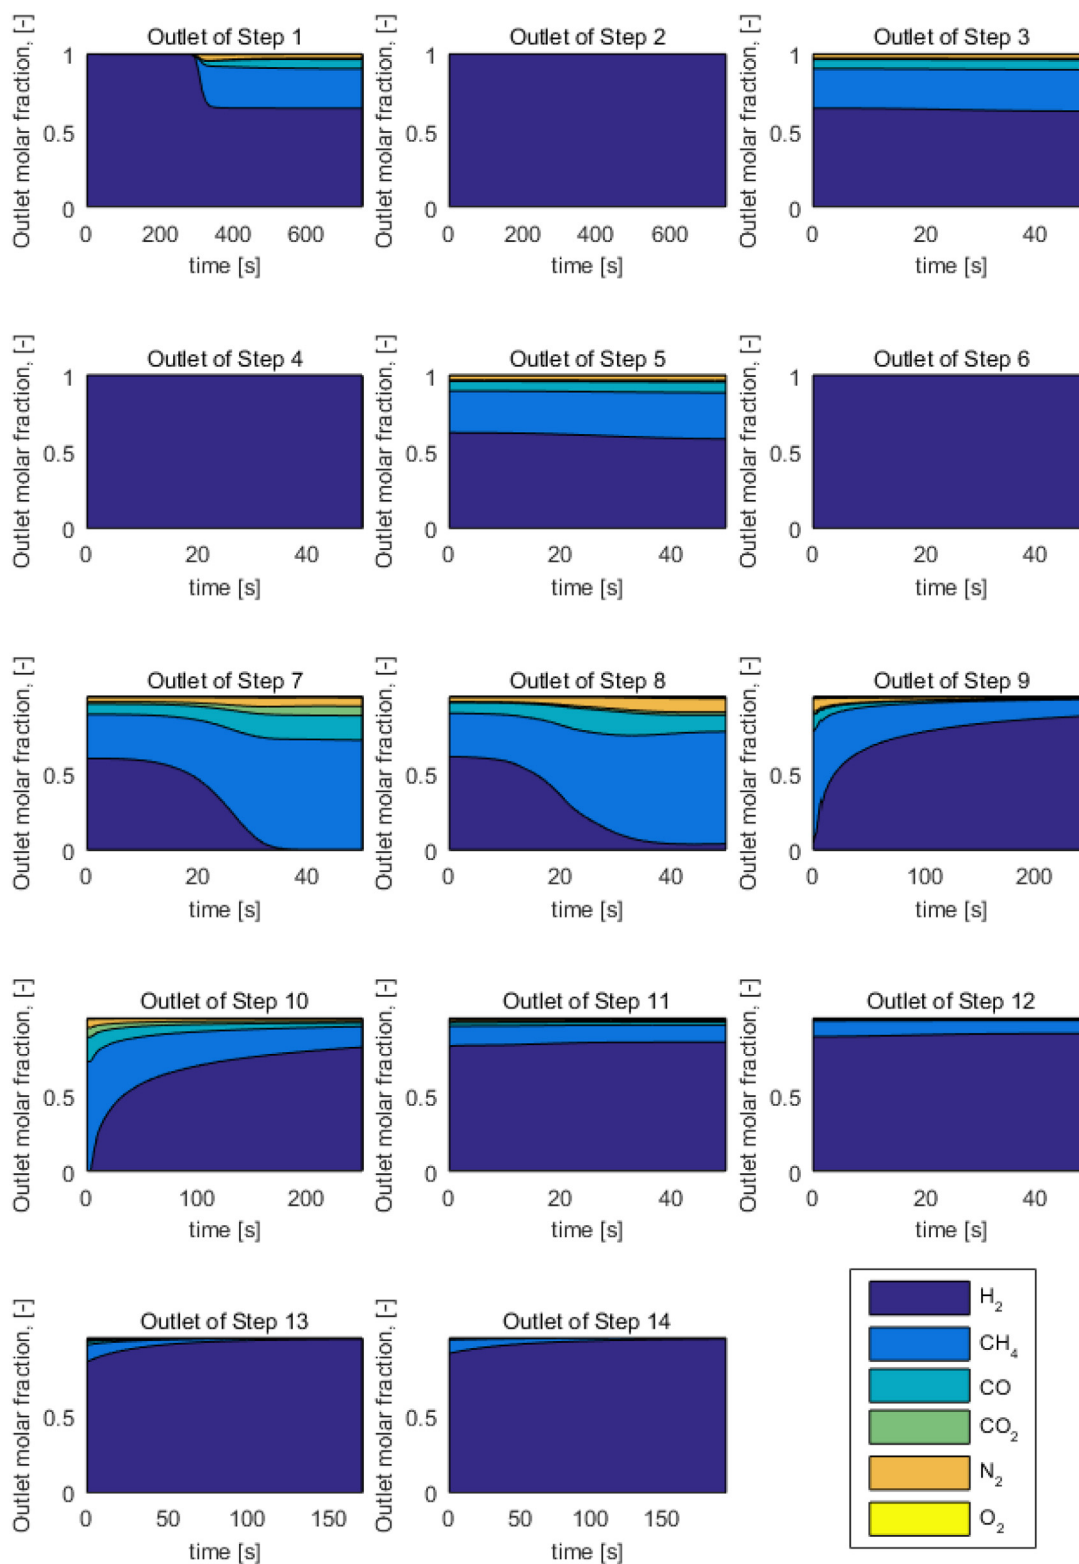 Outlet of Step 1
Outlet molar fraction, [-]
1
0.5
0
0 200 400 600
time [s]
Outlet of Step 2
Outlet molar fraction, [-]
1
0.5
0
0 200 400 600
time [s]
Outlet of Step 3
Outlet molar fraction, [-]
1
0.5
0
0 20 40
time [s]
Outlet of Step 4
Outlet molar fraction, [-]
1
0.5
0
0 20 40
time [s]
Outlet of Step 5
Outlet molar fraction, [-]
1
0.5
0
0 20 40
time [s]
Outlet of Step 6
Outlet molar fraction, [-]
1
0.5
0
0 20 40
time [s]
Outlet of Step 7
Outlet molar fraction, [-]
0.5
0
0 20 40
time [s]
Outlet of Step 8
Outlet molar fraction, [-]
0.5
0
0 20 40
time [s]
Outlet of Step 9
Outlet molar fraction, [-]
0.5
0
0 100 200
time [s]
Outlet of Step 10
Outlet molar fraction, [-]
0.5
0
0 100 200
time [s]
Outlet of Step 11
Outlet molar fraction, [-]
0.5
0
0 20 40
time [s]
Outlet of Step 12
Outlet molar fraction, [-]
0.5
0
0 20 40
time [s]
Outlet of Step 13
Outlet molar fraction, [-]
0.5
0
0 50 100 150
time [s]
Outlet of Step 14
Outlet molar fraction, [-]
0.5
0
0 50 100 150
time [s]
H₂
CH₄
CO
CO₂
N₂
O₂